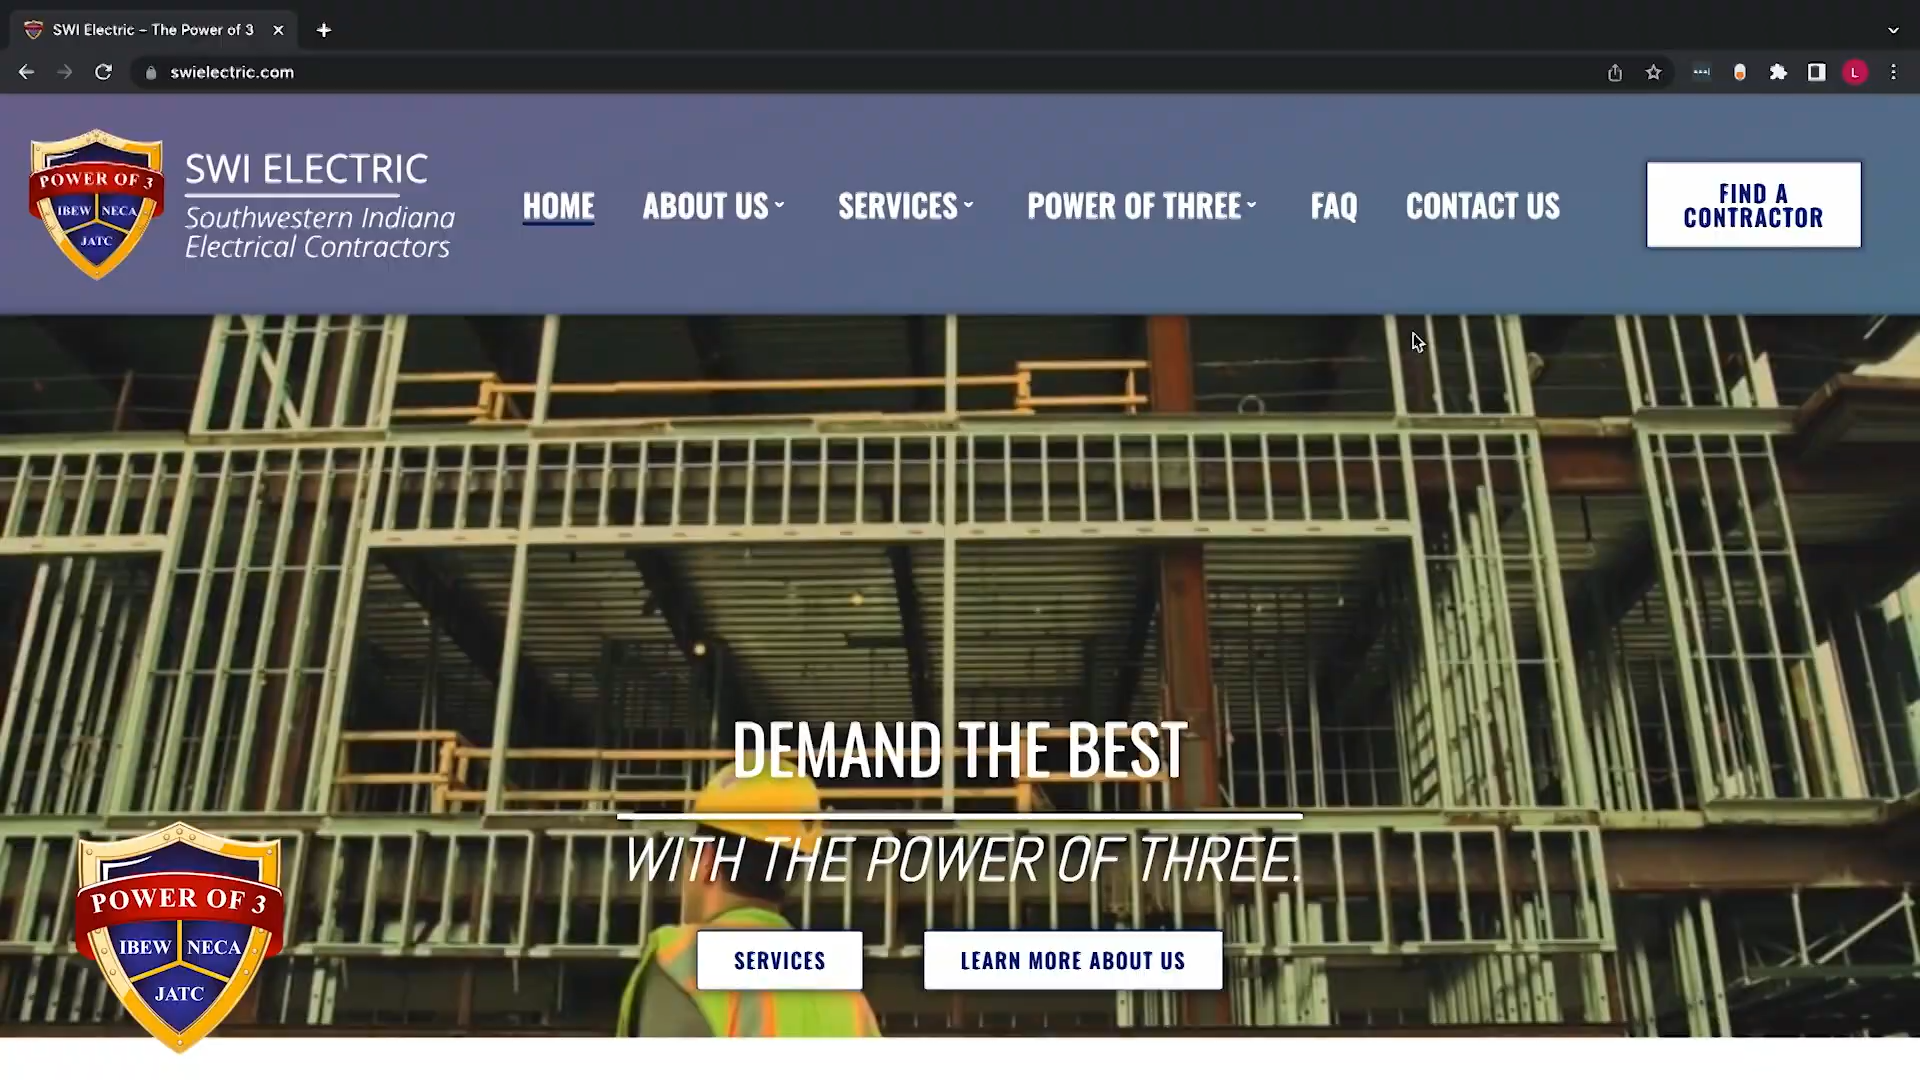 SWI Electric – The Power of 3
swielectric.com
L
POWER OF 3
IBEW NECA
JATC
SWI ELECTRIC
Southwestern Indiana
Electrical Contractors
HOME
ABOUT US
SERVICES
POWER OF THREE
FAQ
CONTACT US
FIND A
CONTRACTOR
DEMAND THE BEST
WITH THE POWER OF THREE.
SERVICES
LEARN MORE ABOUT US
POWER OF 3
IBEW NECA
JATC